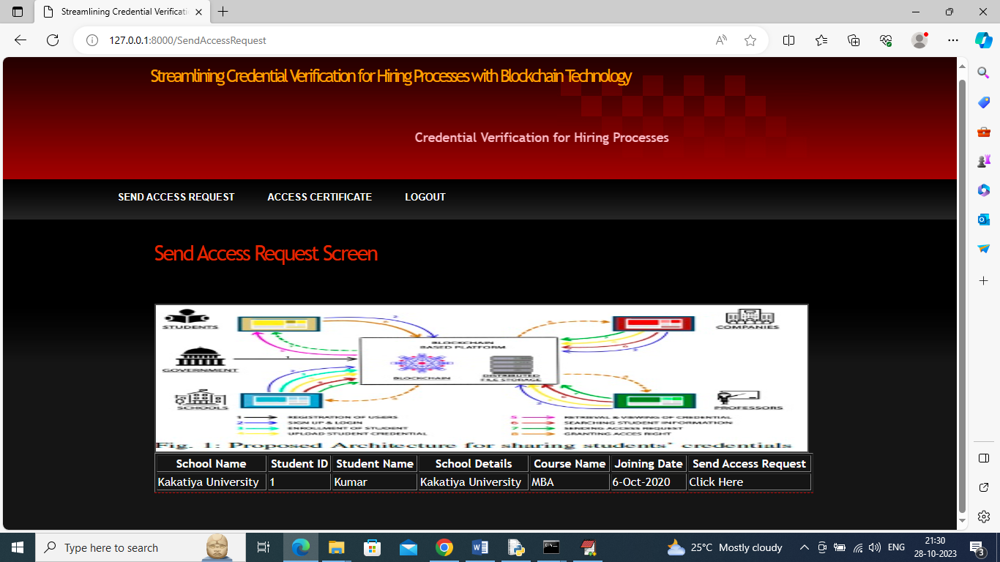 Streamlining Credential Verificati
127.0.0.1:8000/SendAccessRequest
Streamlining Credential Verification for Hiring Processes with Blockchain Technology
Credential Verification for Hiring Processes
SEND ACCESS REQUEST ACCESS CERTIFICATE LOGOUT
Send Access Request Screen
STUDENTS
COMPANIES
BLOCKCHAIN
BASED PLATFORM
GOVERNMENT
BLOCKCHAIN
DISTRIBUTED
FILE STORAGE
SCHOOLS
PROFESSORS
1 REGISTRATION OF USERS
2 SIGN UP & LOGIN
3 ENROLLMENT OF STUDENT
4 UPLOAD STUDENT CREDENTIAL
5 RETRIEVAL & VIEWING OF CREDENTIAL
6 SEARCHING STUDENT INFORMATION
7 SENDING ACCESS REQUEST
8 GRANTING ACCES RIGHT
Fig. 1: Proposed Architecture for sharing students' credentials
School Name Student ID Student Name School Details Course Name Joining Date Send Access Request
Kakatiya University 1 Kumar Kakatiya University MBA 6-Oct-2020 Click Here
Type here to search
25°C Mostly cloudy
ENG
21:30
28-10-2023
3